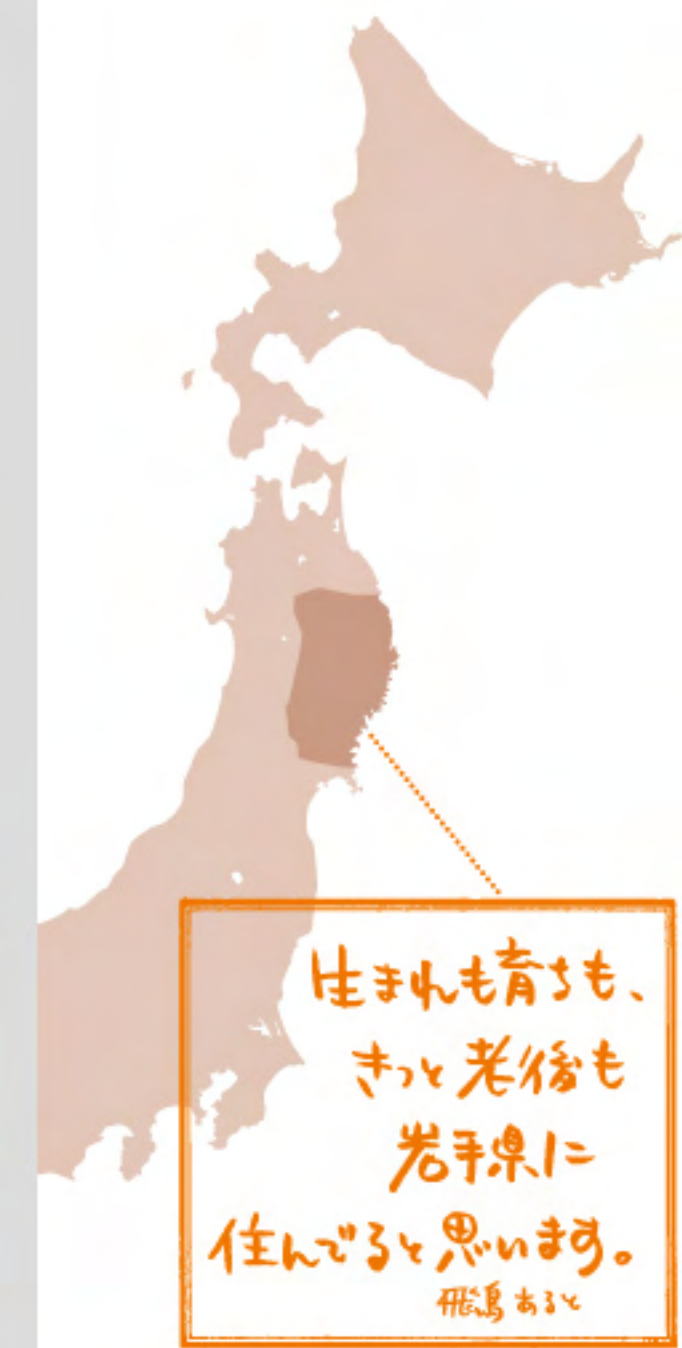 生まれも育ちも、
きっと老後も
岩手県に
住んでると思います。
飛鳥あると